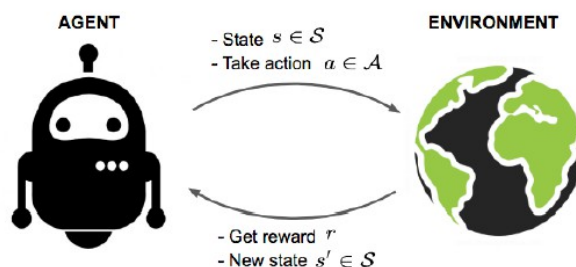 AGENT
ENVIRONMENT
- State s ∈ 𝒮
- Take action a ∈ 𝒜
- Get reward r
- New state s′ ∈ 𝒮